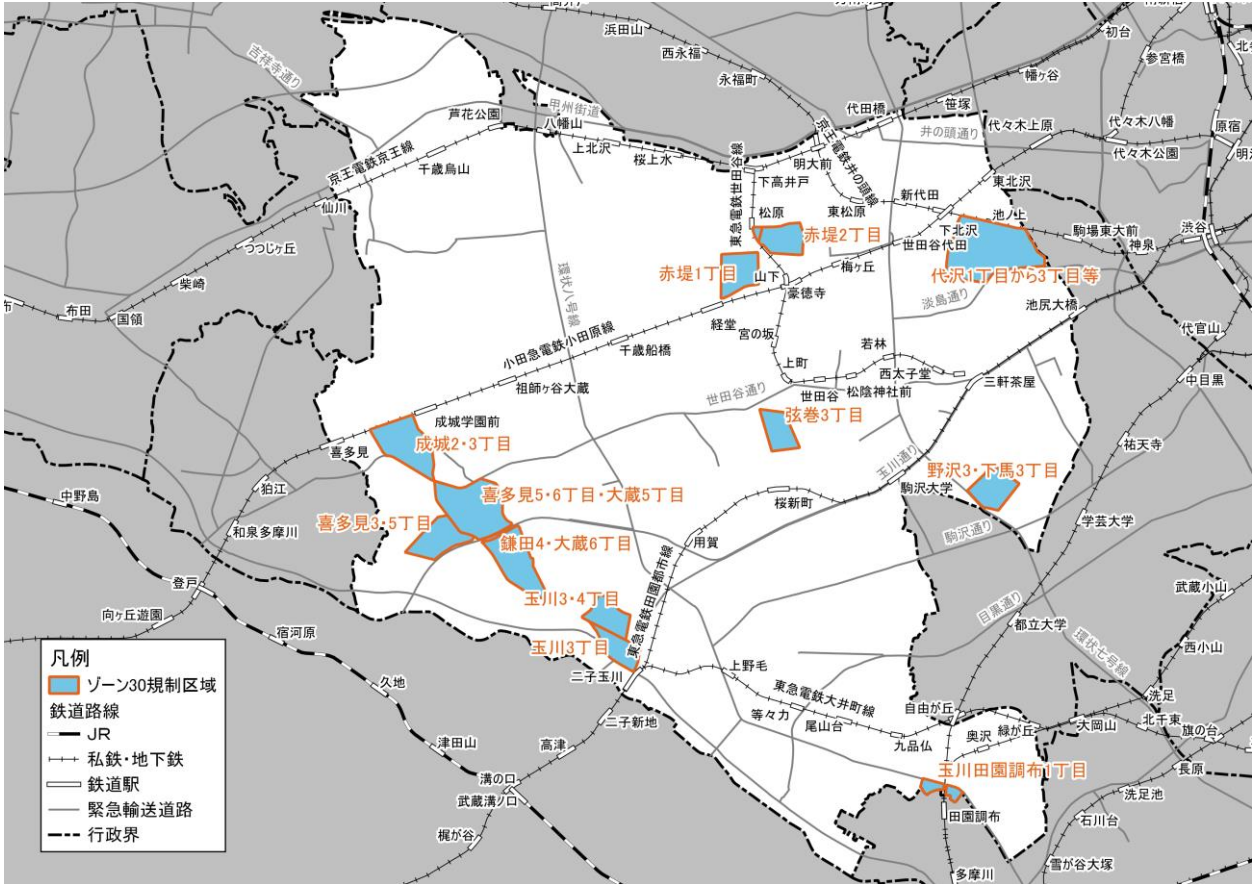 浜田山
西永福
永福町
初台
参宮橋
幡ヶ谷
笹塚
代田橋
吉祥寺通り
甲州街道
芦花公園
八幡山
上北沢
桜上水
井の頭通り
代々木上原
代々木八幡
代々木公園
原宿
京王電鉄京王線
千歳烏山
仙川
つつじヶ丘
柴崎
国領
布田
東急電鉄世田谷線
下高井戸
明大前
京王電鉄井の頭線
松原
東松原
新代田
東北沢
池ノ上
下北沢
世田谷代田
駒場東大前
神泉
渋谷
赤堤2丁目
赤堤1丁目
代沢1丁目から3丁目等
山下
梅ヶ丘
豪徳寺
淡島通り
池尻大橋
代官山
中目黒
環状八号線
小田急電鉄小田原線
経堂
宮の坂
千歳船橋
祖師ヶ谷大蔵
上町
若林
西太子堂
世田谷
松陰神社前
三軒茶屋
世田谷通り
成城学園前
喜多見
成城2・3丁目
弦巻3丁目
祐天寺
狛江
中野島
和泉多摩川
喜多見5・6丁目・大蔵5丁目
喜多見3・5丁目
鎌田4・大蔵6丁目
玉川通り
桜新町
用賀
駒沢大学
野沢3・下馬3丁目
駒沢通り
学芸大学
登戸
向ヶ丘遊園
宿河原
玉川3・4丁目
玉川3丁目
東急電鉄田園都市線
武蔵小山
目黒通り
都立大学
環状七号線
西小山
二子玉川
上野毛
東急電鉄大井町線
等々力
尾山台
九品仏
自由が丘
奥沢
緑が丘
大岡山
洗足
北千束
旗の台
久地
二子新地
高津
津田山
溝の口
武蔵溝ノ口
梶が谷
玉川田園調布1丁目
田園調布
多摩川
長原
洗足池
石川台
雪が谷大塚
凡例
ゾーン30規制区域
鉄道路線
JR
私鉄・地下鉄
鉄道駅
緊急輸送道路
行政界